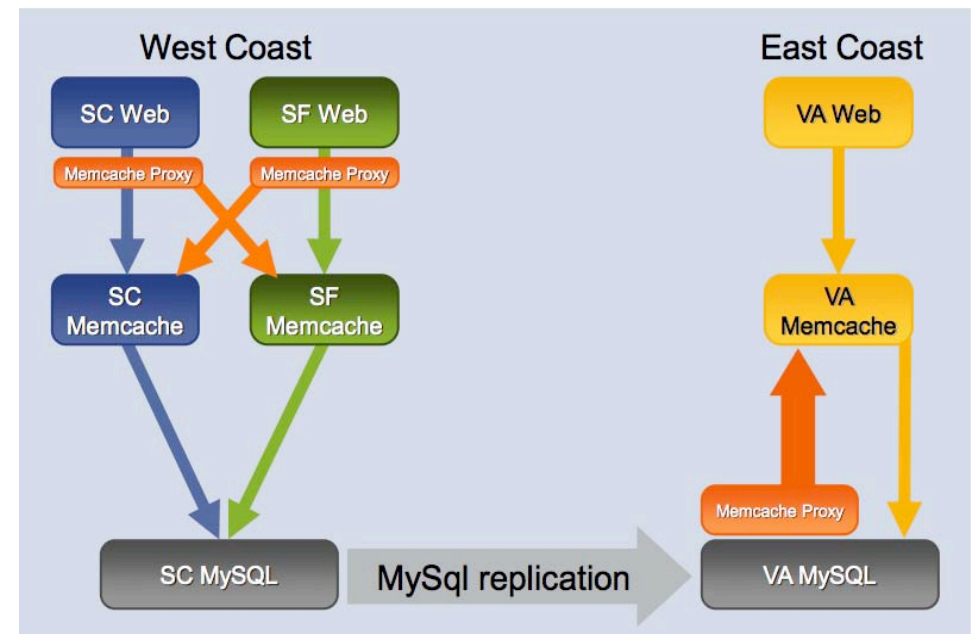 West Coast
East Coast
SC Web
SF Web
VA Web
Memcache Proxy
Memcache Proxy
SC
Memcache
SF
Memcache
VA
Memcache
Memcache Proxy
SC MySQL
MySql replication
VA MySQL